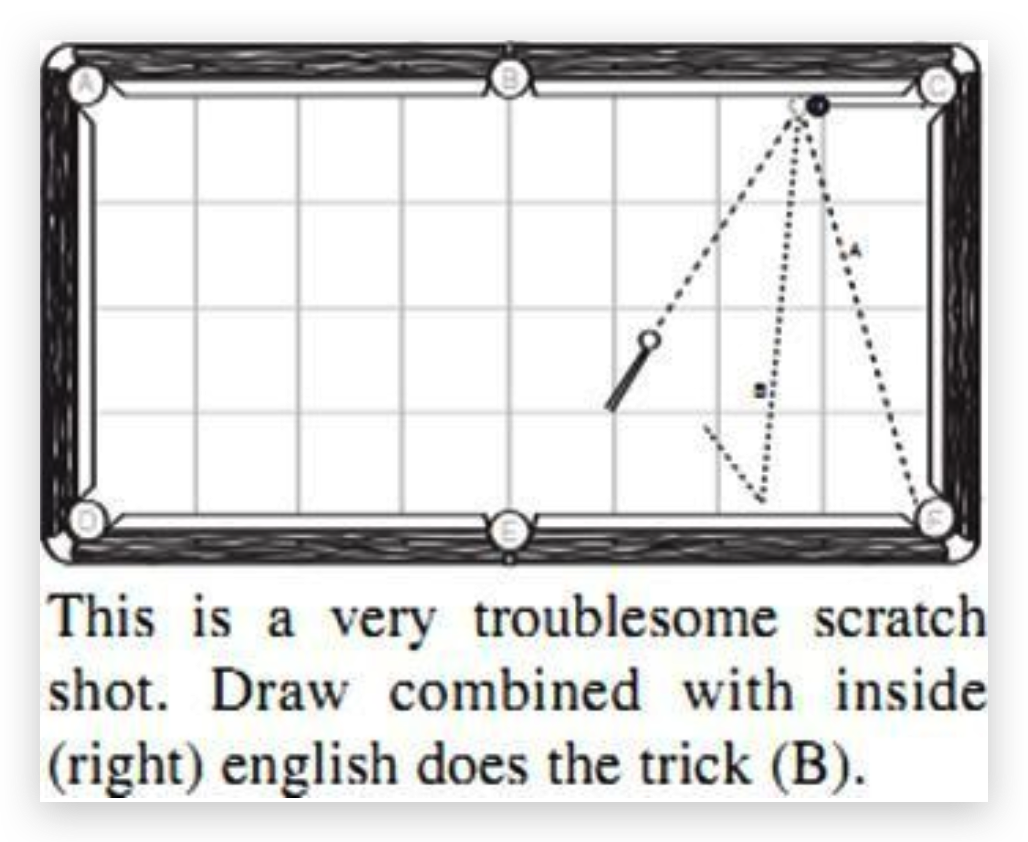 A B C
A
B
D E F
This is a very troublesome scratch
shot. Draw combined with inside
(right) english does the trick (B).